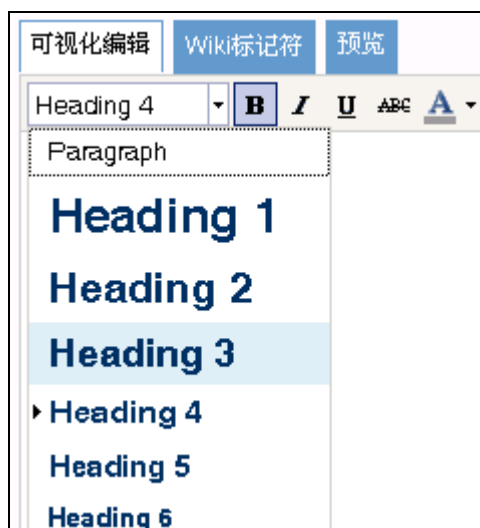 可视化编辑 Wiki标记符 预览
Heading 4 B I U ABC A
Paragraph
Heading 1
Heading 2
Heading 3
Heading 4
Heading 5
Heading 6